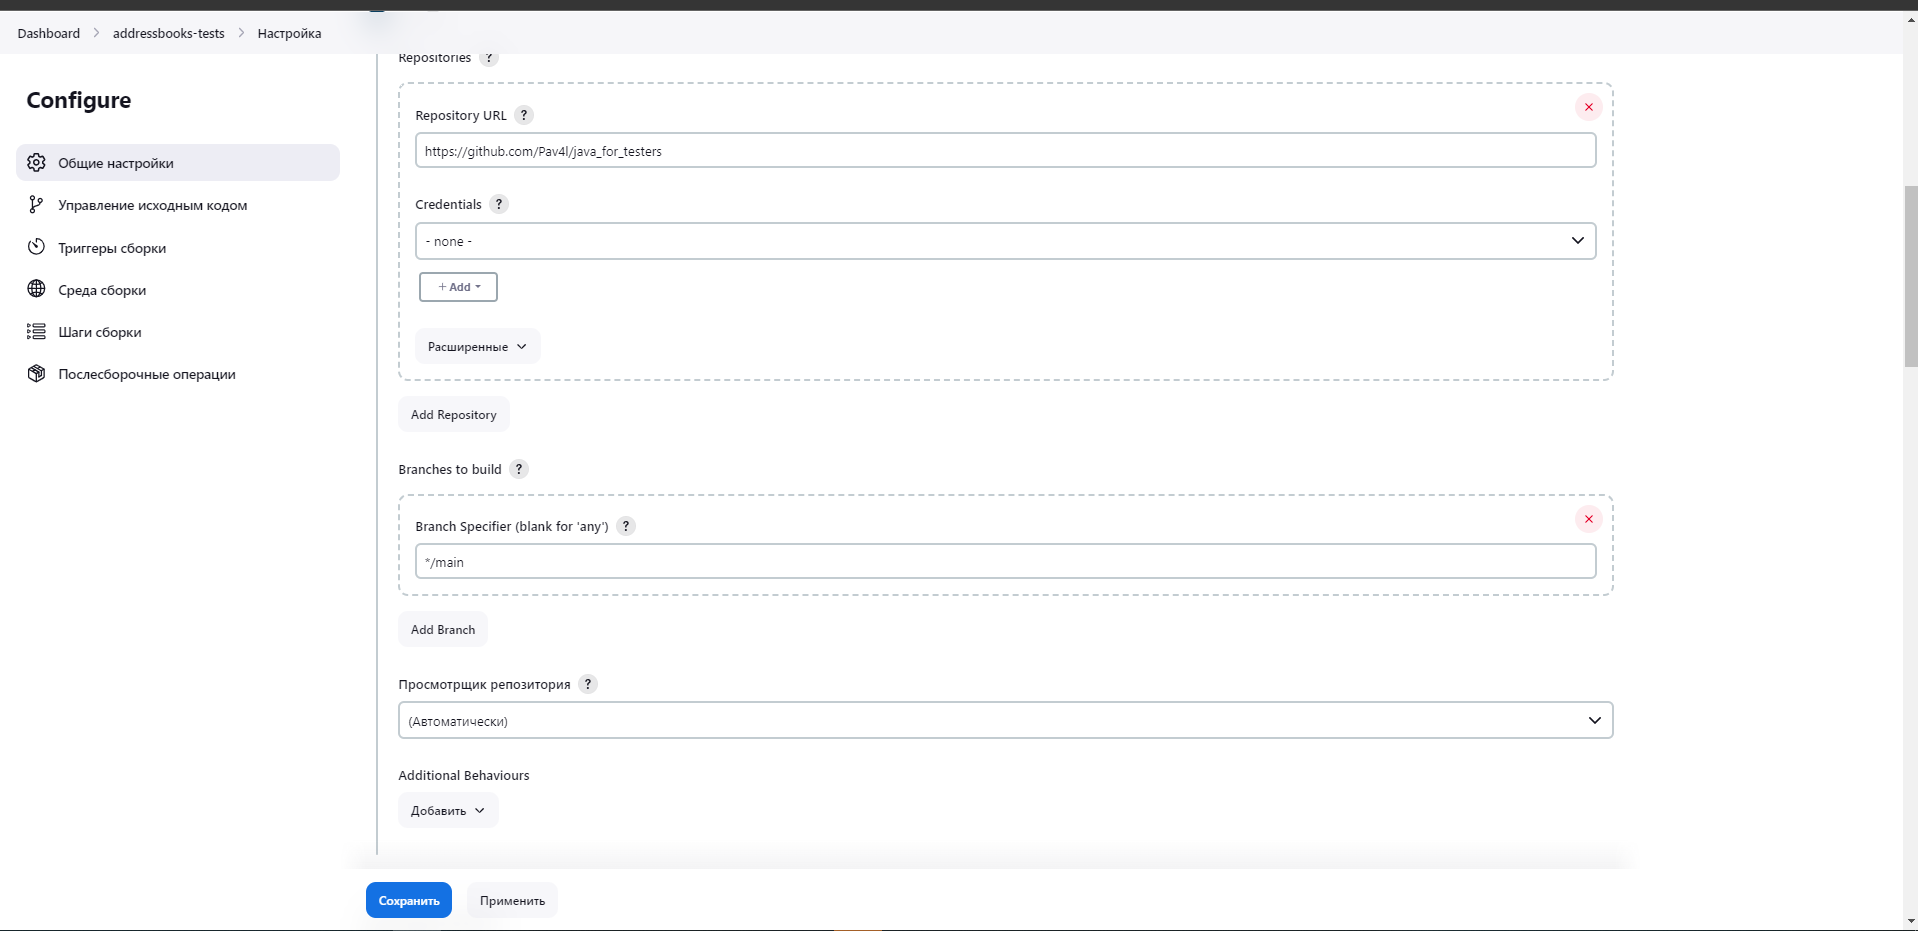 Dashboard > addressbooks-tests > Настройка
Configure
Общие настройки
Управление исходным кодом
Триггеры сборки
Среда сборки
Шаги сборки
Послесборочные операции
Repositories ?
Repository URL ?
https://github.com/Pav4l/java_for_testers
Credentials ?
- none -
+ Add
Расширенные
Add Repository
Branches to build ?
Branch Specifier (blank for 'any') ?
*/main
Add Branch
Просмотрщик репозитория ?
(Автоматически)
Additional Behaviours
Добавить
Сохранить
Применить